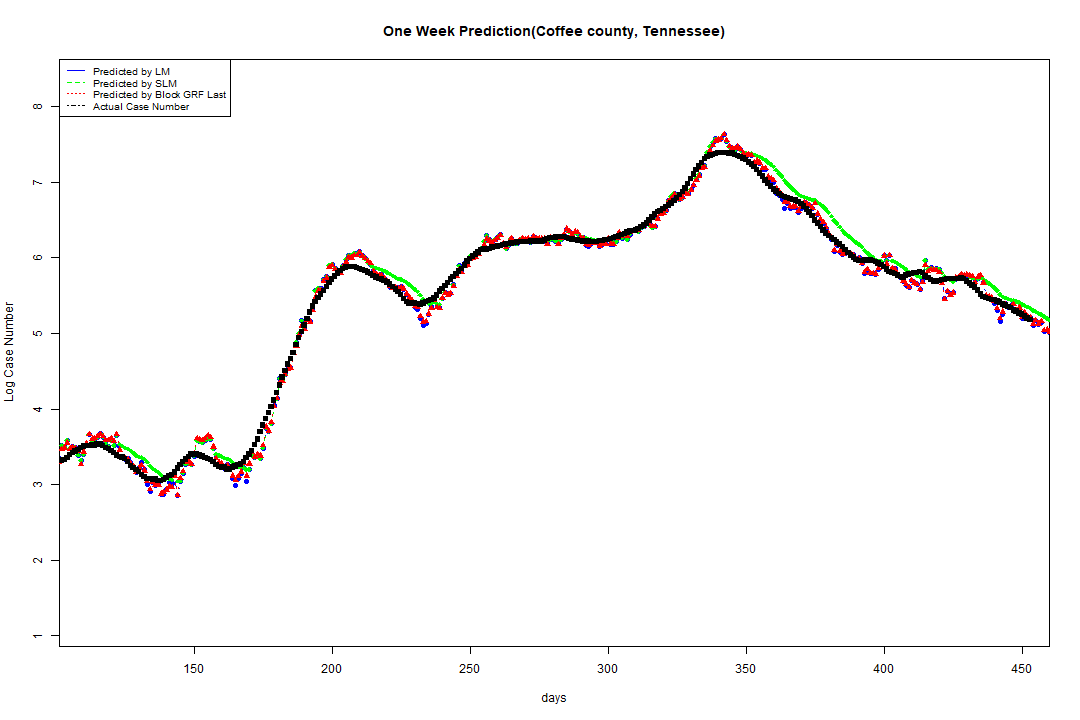 One Week Prediction(Coffee county, Tennessee)
Predicted by LM
Predicted by SLM
Predicted by Block GRF Last
Actual Case Number
8
7
6
5
4
3
2
1
Log Case Number
150 200 250 300 350 400 450
days